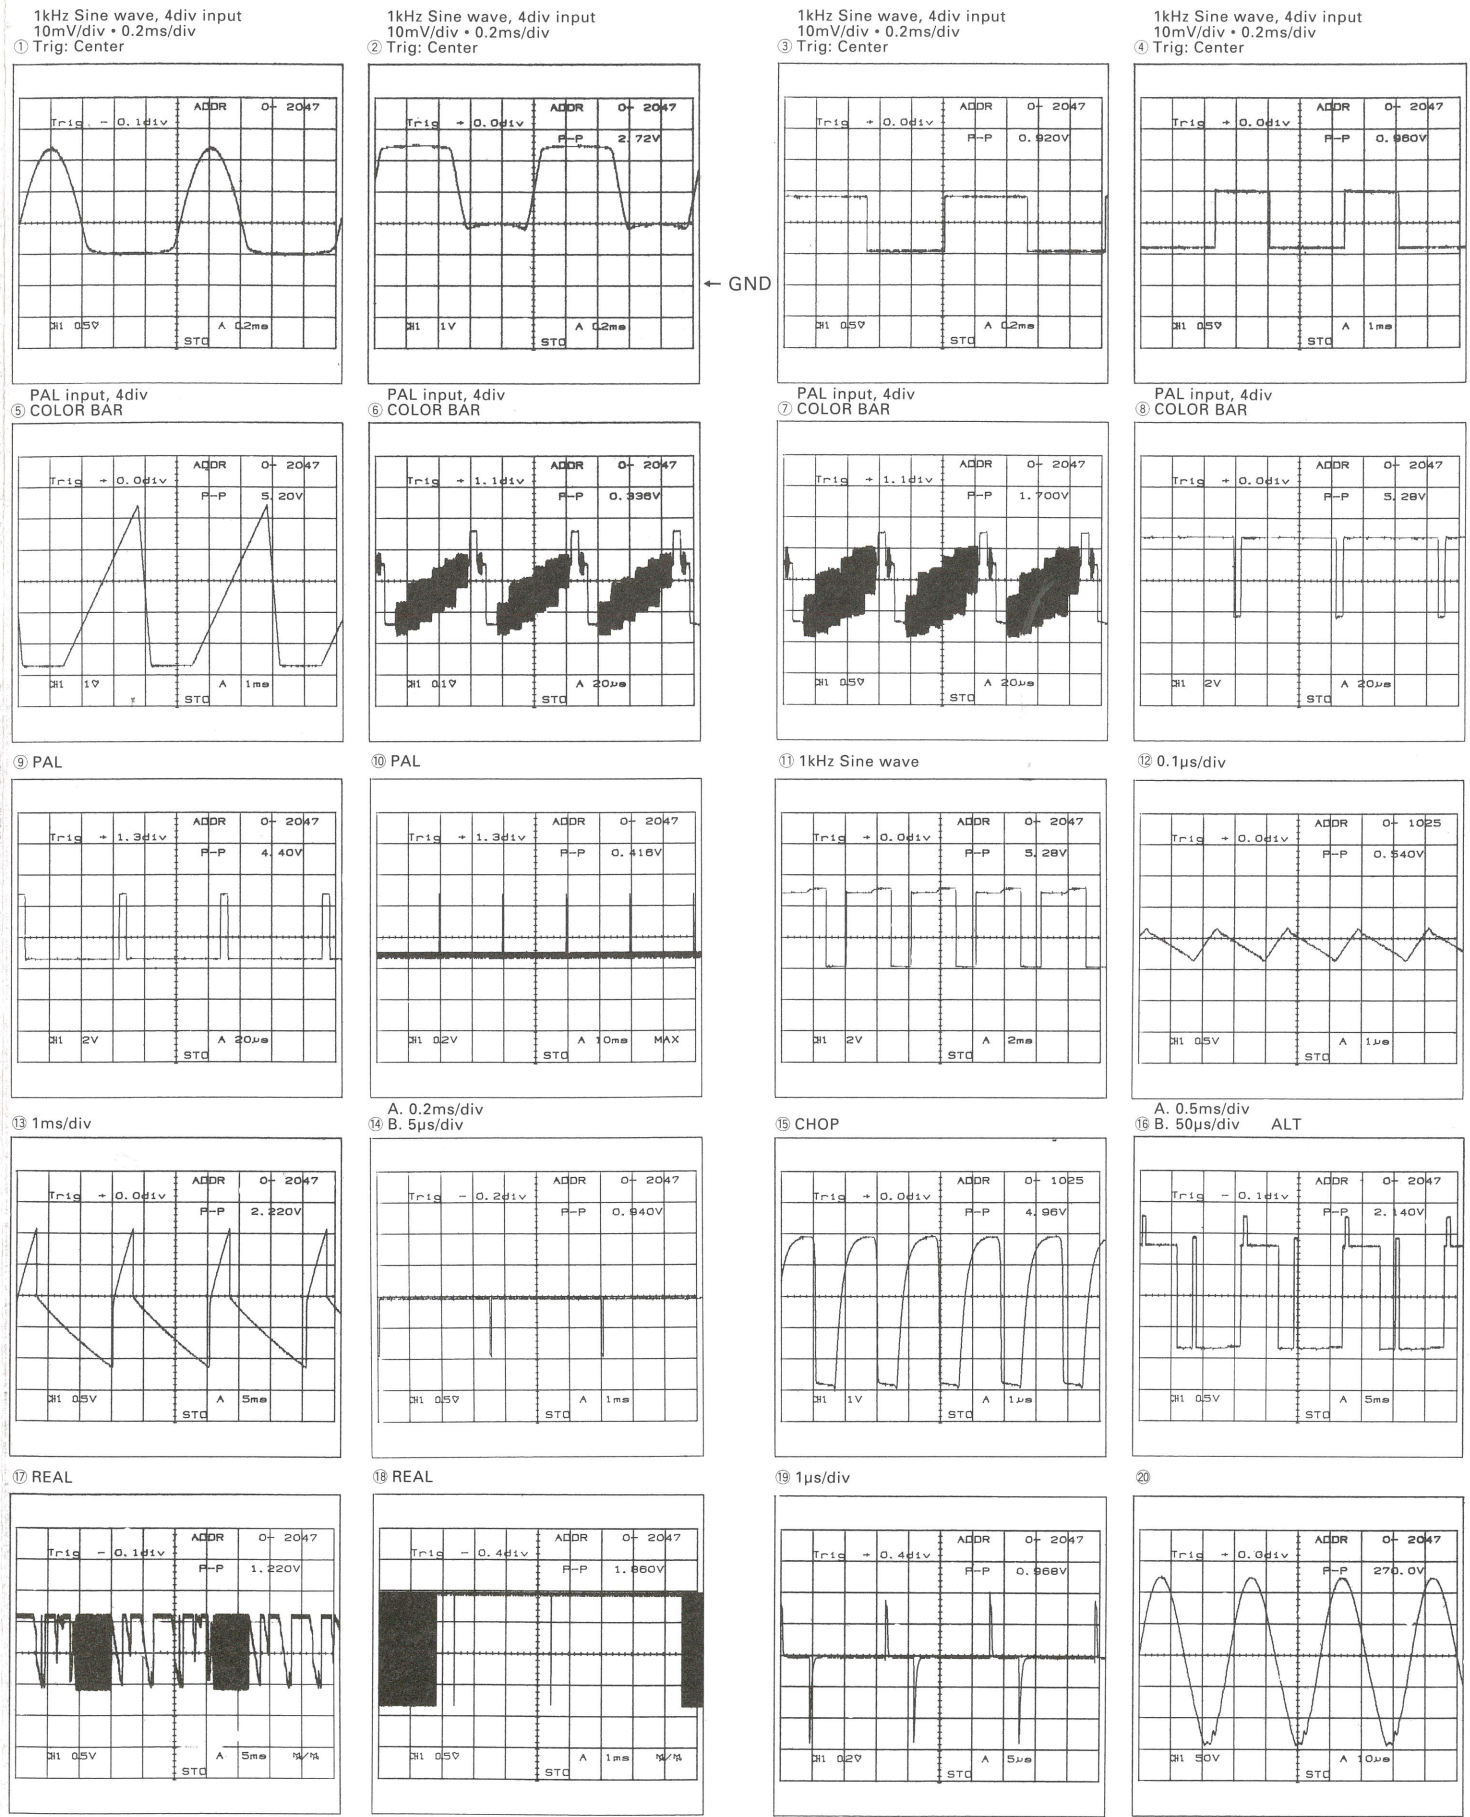 1kHz Sine wave, 4div input
10mV/div • 0.2ms/div
① Trig: Center
ADDR 0- 2047
Trig - 0.1div
CH1 0.5V A 0.2ms
STO
1kHz Sine wave, 4div input
10mV/div • 0.2ms/div
② Trig: Center
ADDR 0- 2047
Trig + 0.0div
P-P 2.72V
CH1 1V A 0.2ms
STO
← GND
1kHz Sine wave, 4div input
10mV/div • 0.2ms/div
③ Trig: Center
ADDR 0- 2047
Trig + 0.0div
P-P 0.920V
CH1 0.5V A 0.2ms
STO
1kHz Sine wave, 4div input
10mV/div • 0.2ms/div
④ Trig: Center
ADDR 0- 2047
Trig + 0.0div
P-P 0.960V
CH1 0.5V A 1ms
STO
PAL input, 4div
⑤ COLOR BAR
ADDR 0- 2047
Trig + 0.0div
P-P 5.20V
CH1 1V A 1ms
STO
PAL input, 4div
⑥ COLOR BAR
ADDR 0- 2047
Trig + 1.1div
P-P 0.336V
CH1 0.1V A 20µs
STO
PAL input, 4div
⑦ COLOR BAR
ADDR 0- 2047
Trig + 1.1div
P-P 1.700V
CH1 0.5V A 20µs
STO
PAL input, 4div
⑧ COLOR BAR
ADDR 0- 2047
Trig + 0.0div
P-P 5.28V
CH1 2V A 20µs
STO
⑨ PAL
ADDR 0- 2047
Trig + 1.3div
P-P 4.40V
CH1 2V A 20µs
STO
⑩ PAL
ADDR 0- 2047
Trig + 1.3div
P-P 0.416V
CH1 0.2V A 10ms MAX
STO
⑪ 1kHz Sine wave
ADDR 0- 2047
Trig + 0.0div
P-P 5.28V
CH1 2V A 2ms
STO
⑫ 0.1µs/div
ADDR 0- 1025
Trig + 0.0div
P-P 0.540V
CH1 0.5V A 1µs
STO
⑬ 1ms/div
ADDR 0- 2047
Trig + 0.0div
P-P 2.220V
CH1 0.5V A 5ms
STO
A. 0.2ms/div
⑭ B. 5µs/div
ADDR 0- 2047
Trig - 0.2div
P-P 0.940V
CH1 0.5V A 1ms
STO
⑮ CHOP
ADDR 0- 1025
Trig + 0.0div
P-P 4.96V
CH1 1V A 1µs
STO
A. 0.5ms/div
⑯ B. 50µs/div ALT
ADDR 0- 2047
Trig - 0.1div
P-P 2.140V
CH1 0.5V A 5ms
STO
⑰ REAL
ADDR 0- 2047
Trig - 0.1div
P-P 1.220V
CH1 0.5V A 5ms
STO
⑱ REAL
ADDR 0- 2047
Trig - 0.4div
P-P 1.860V
CH1 0.5V A 1ms
STO
⑲ 1µs/div
ADDR 0- 2047
Trig + 0.4div
P-P 0.968V
CH1 0.2V A 5µs
STO
⑳
ADDR 0- 2047
Trig + 0.0div
P-P 270.0V
CH1 50V A 10µs
STO